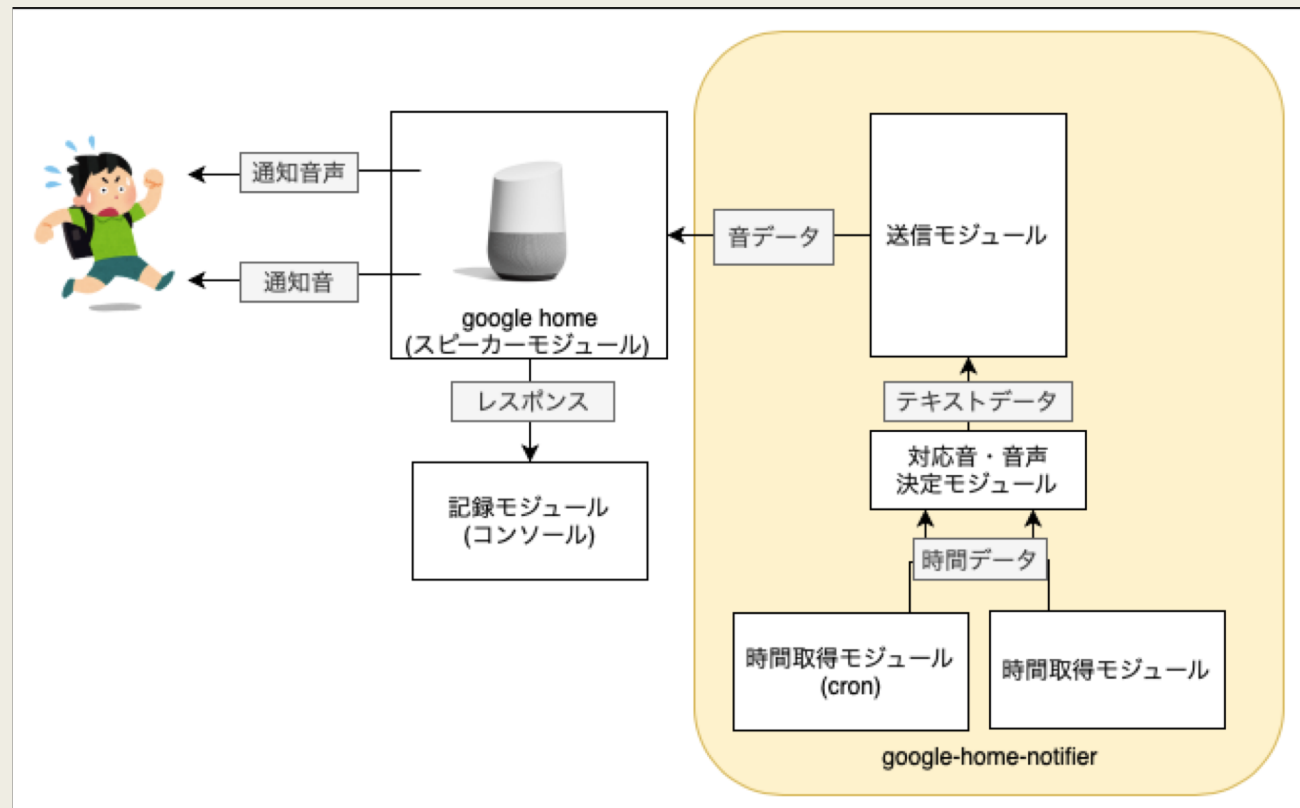 通知音声
通知音
google home
(スピーカーモジュール)
レスポンス
記録モジュール
(コンソール)
音データ
送信モジュール
テキストデータ
対応音・音声
決定モジュール
時間データ
時間取得モジュール
(cron)
時間取得モジュール
google-home-notifier